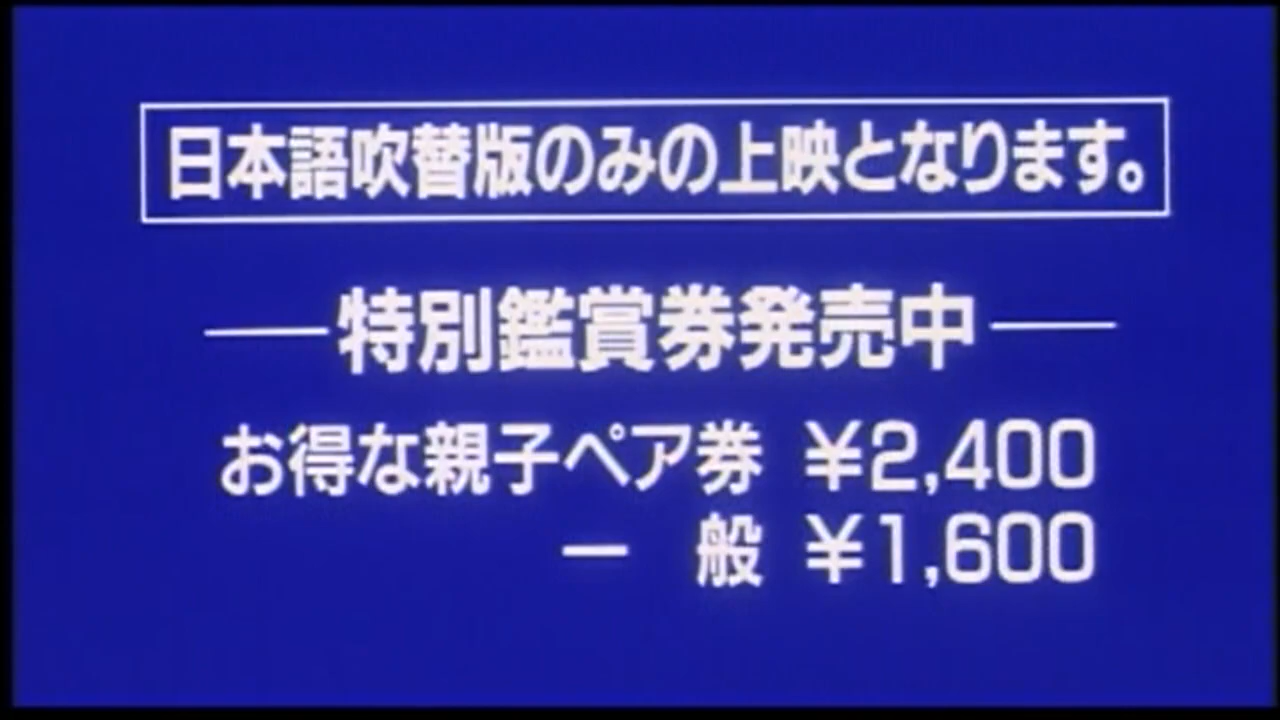 日本語吹替版のみの上映となります。
特別鑑賞券発売中
お得な親子ペア券 ¥2,400
一般 ¥1,600